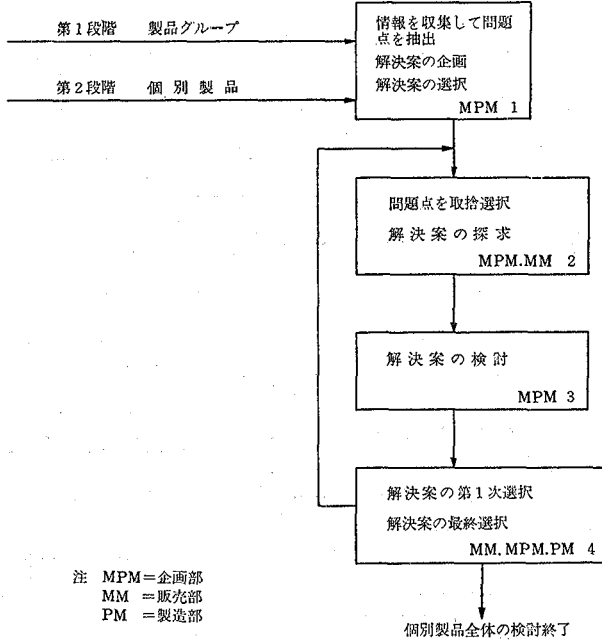 第1段階 製品グループ
第2段階 個別製品
情報を収集して問題
点を抽出
解決案の企画
解決案の選択
MPM 1
問題点を取捨選択
解決案の探求
MPM.MM 2
解決案の検討
MPM 3
解決案の第1次選択
解決案の最終選択
MM.MPM.PM 4
注 MPM=企画部
MM =販売部
PM =製造部
個別製品全体の検討終了